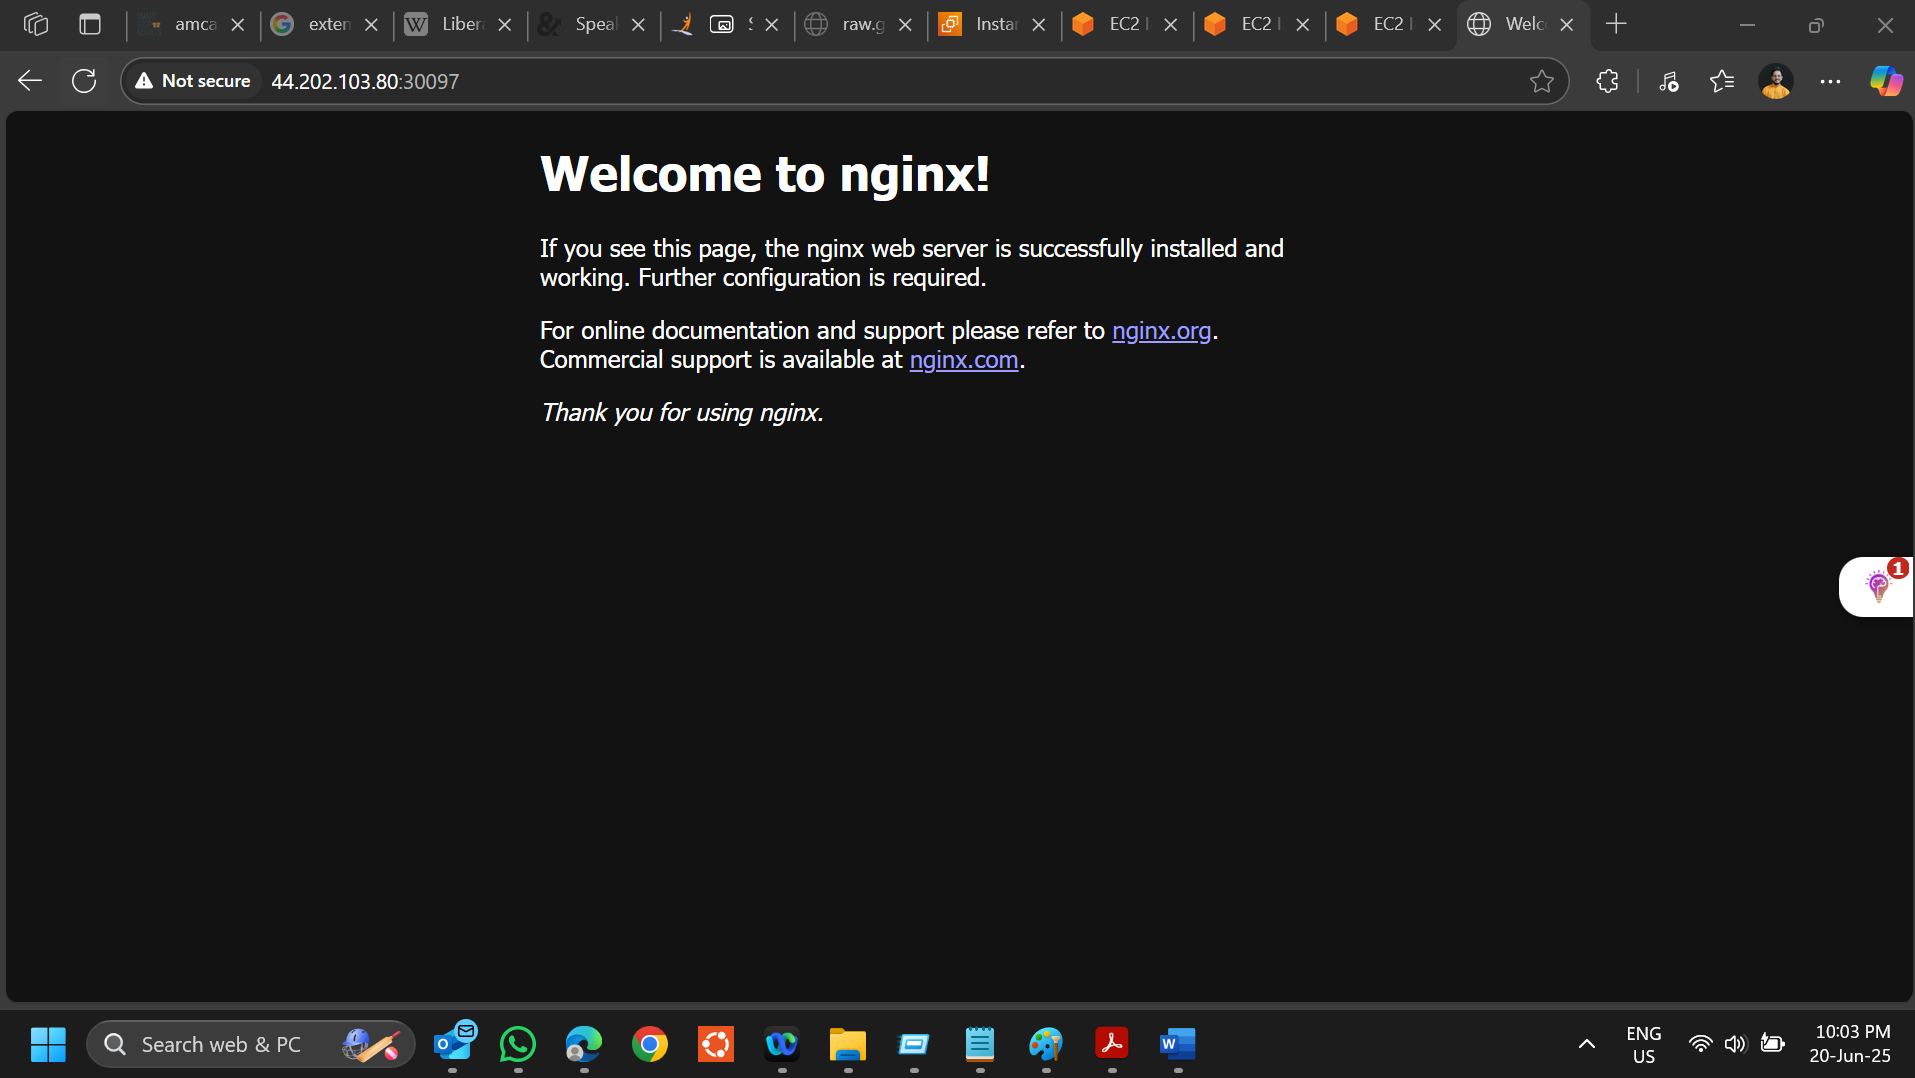 amca
exten
Liber
Speal
S
raw.g
Instar
EC2 I
EC2 I
EC2 I
Welc
Not secure
44.202.103.80:30097
Welcome to nginx!
If you see this page, the nginx web server is successfully installed and
working. Further configuration is required.
For online documentation and support please refer to nginx.org.
Commercial support is available at nginx.com.
Thank you for using nginx.
1
Search web & PC
ENG
US
10:03 PM
20-Jun-25